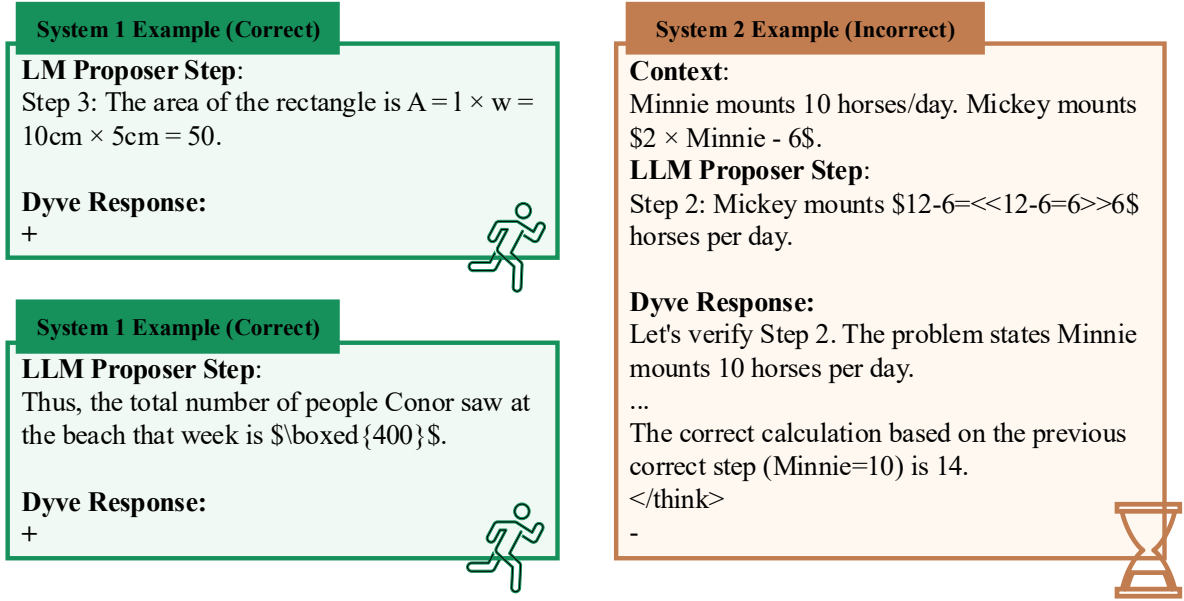 System 1 Example (Correct)
LM Proposer Step:
Step 3: The area of the rectangle is A = l × w =
10cm × 5cm = 50.
Dyve Response:
+
System 1 Example (Correct)
LLM Proposer Step:
Thus, the total number of people Conor saw at
the beach that week is $\boxed{400}$.
Dyve Response:
+
System 2 Example (Incorrect)
Context:
Minnie mounts 10 horses/day. Mickey mounts
$2 × Minnie - 6$.
LLM Proposer Step:
Step 2: Mickey mounts $12-6=<<12-6=6>>6$
horses per day.
Dyve Response:
Let's verify Step 2. The problem states Minnie
mounts 10 horses per day.
...
The correct calculation based on the previous
correct step (Minnie=10) is 14.
</think>
-